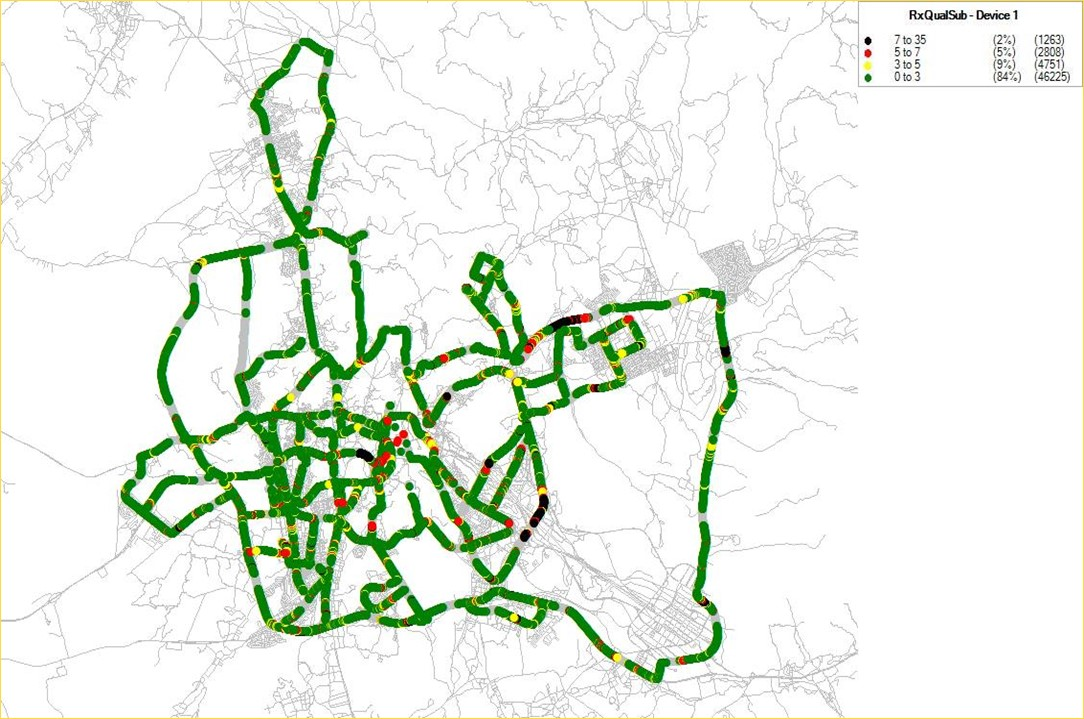 RxQualSub - Device 1
7 to 35 (2%) (1263)
5 to 7 (5%) (2808)
3 to 5 (9%) (4751)
0 to 3 (84%) (46225)